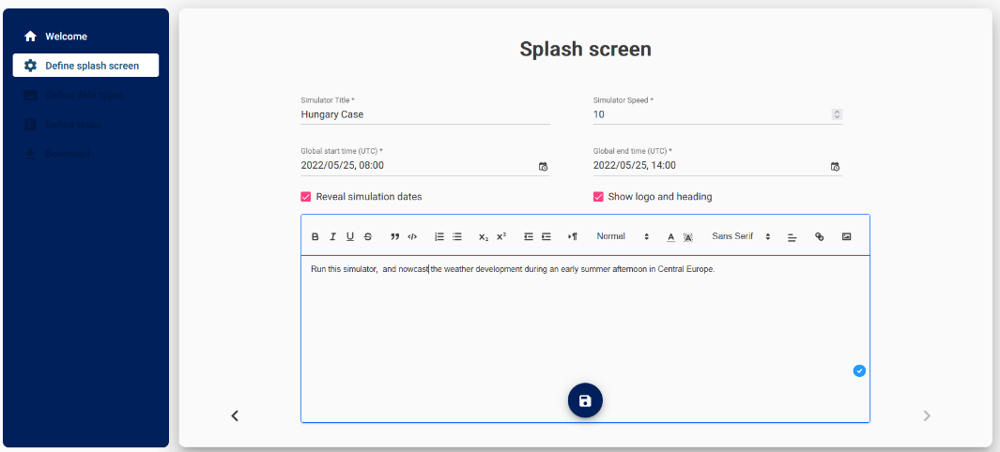 Welcome
Define splash screen
Define data types
Define tasks
Download
Splash screen
Simulator Title *
Hungary Case
Simulator Speed *
10
Global start time (UTC) *
2022/05/25, 08:00
Global end time (UTC) *
2022/05/25, 14:00
Reveal simulation dates
Show logo and heading
Normal
Sans Serif
Run this simulator,  and nowcast the weather development during an early summer afternoon in Central Europe.